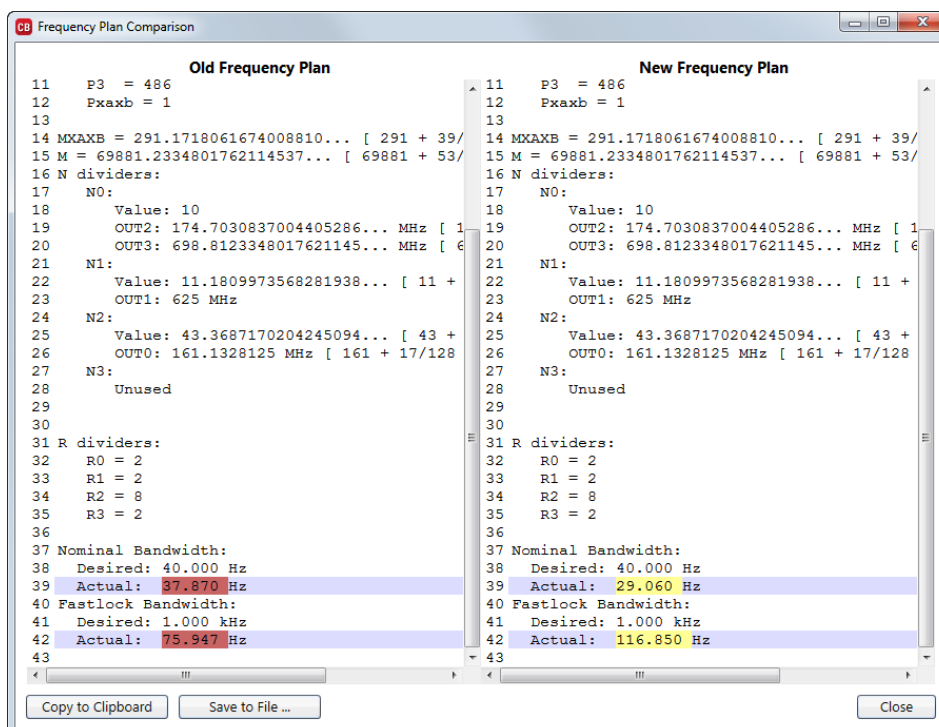 CB Frequency Plan Comparison
Old Frequency Plan
11 P3 = 486
12 Pxaxb = 1
13
14 MXAXB = 291.1718061674008810... [ 291 + 39/
15 M = 69881.2334801762114537... [ 69881 + 53/
16 N dividers:
17 N0:
18 Value: 10
19 OUT2: 174.7030837004405286... MHz [ 1
20 OUT3: 698.8123348017621145... MHz [ 6
21 N1:
22 Value: 11.1809973568281938... [ 11 +
23 OUT1: 625 MHz
24 N2:
25 Value: 43.3687170204245094... [ 43 +
26 OUT0: 161.1328125 MHz [ 161 + 17/128
27 N3:
28 Unused
29
30
31 R dividers:
32 R0 = 2
33 R1 = 2
34 R2 = 8
35 R3 = 2
36
37 Nominal Bandwidth:
38 Desired: 40.000 Hz
39 Actual: 37.870 Hz
40 Fastlock Bandwidth:
41 Desired: 1.000 kHz
42 Actual: 75.947 Hz
43
New Frequency Plan
11 P3 = 486
12 Pxaxb = 1
13
14 MXAXB = 291.1718061674008810... [ 291 + 39/
15 M = 69881.2334801762114537... [ 69881 + 53/
16 N dividers:
17 N0:
18 Value: 10
19 OUT2: 174.7030837004405286... MHz [ 1
20 OUT3: 698.8123348017621145... MHz [ 6
21 N1:
22 Value: 11.1809973568281938... [ 11 +
23 OUT1: 625 MHz
24 N2:
25 Value: 43.3687170204245094... [ 43 +
26 OUT0: 161.1328125 MHz [ 161 + 17/128
27 N3:
28 Unused
29
30
31 R dividers:
32 R0 = 2
33 R1 = 2
34 R2 = 8
35 R3 = 2
36
37 Nominal Bandwidth:
38 Desired: 40.000 Hz
39 Actual: 29.060 Hz
40 Fastlock Bandwidth:
41 Desired: 1.000 kHz
42 Actual: 116.850 Hz
43
Copy to Clipboard
Save to File ...
Close